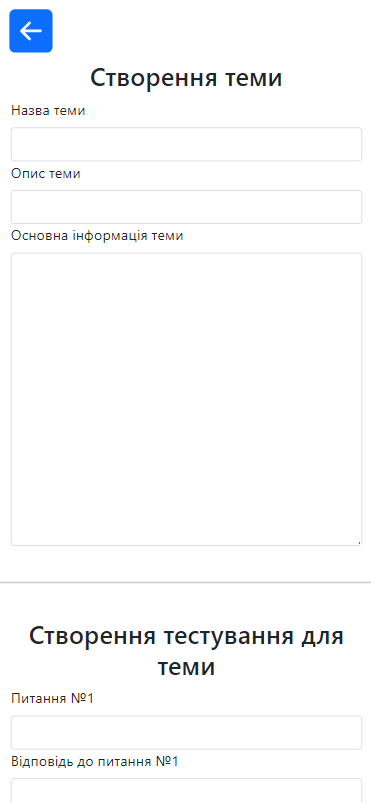 Створення теми
Назва теми
Опис теми
Основна інформація теми
Створення тестування для
теми
Питання №1
Відповідь до питання №1